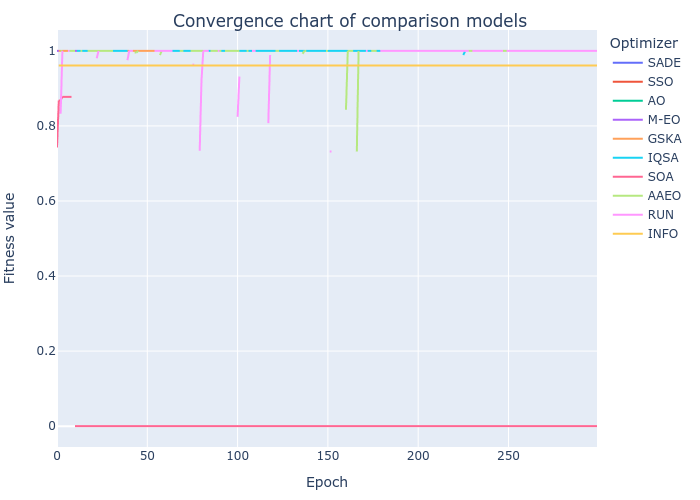 Convergence chart of comparison models
Optimizer
SADE
SSO
AO
M-EO
GSKA
IQSA
SOA
AAEO
RUN
INFO
Fitness value
1
0.8
0.6
0.4
0.2
0
0
50
100
150
200
250
Epoch